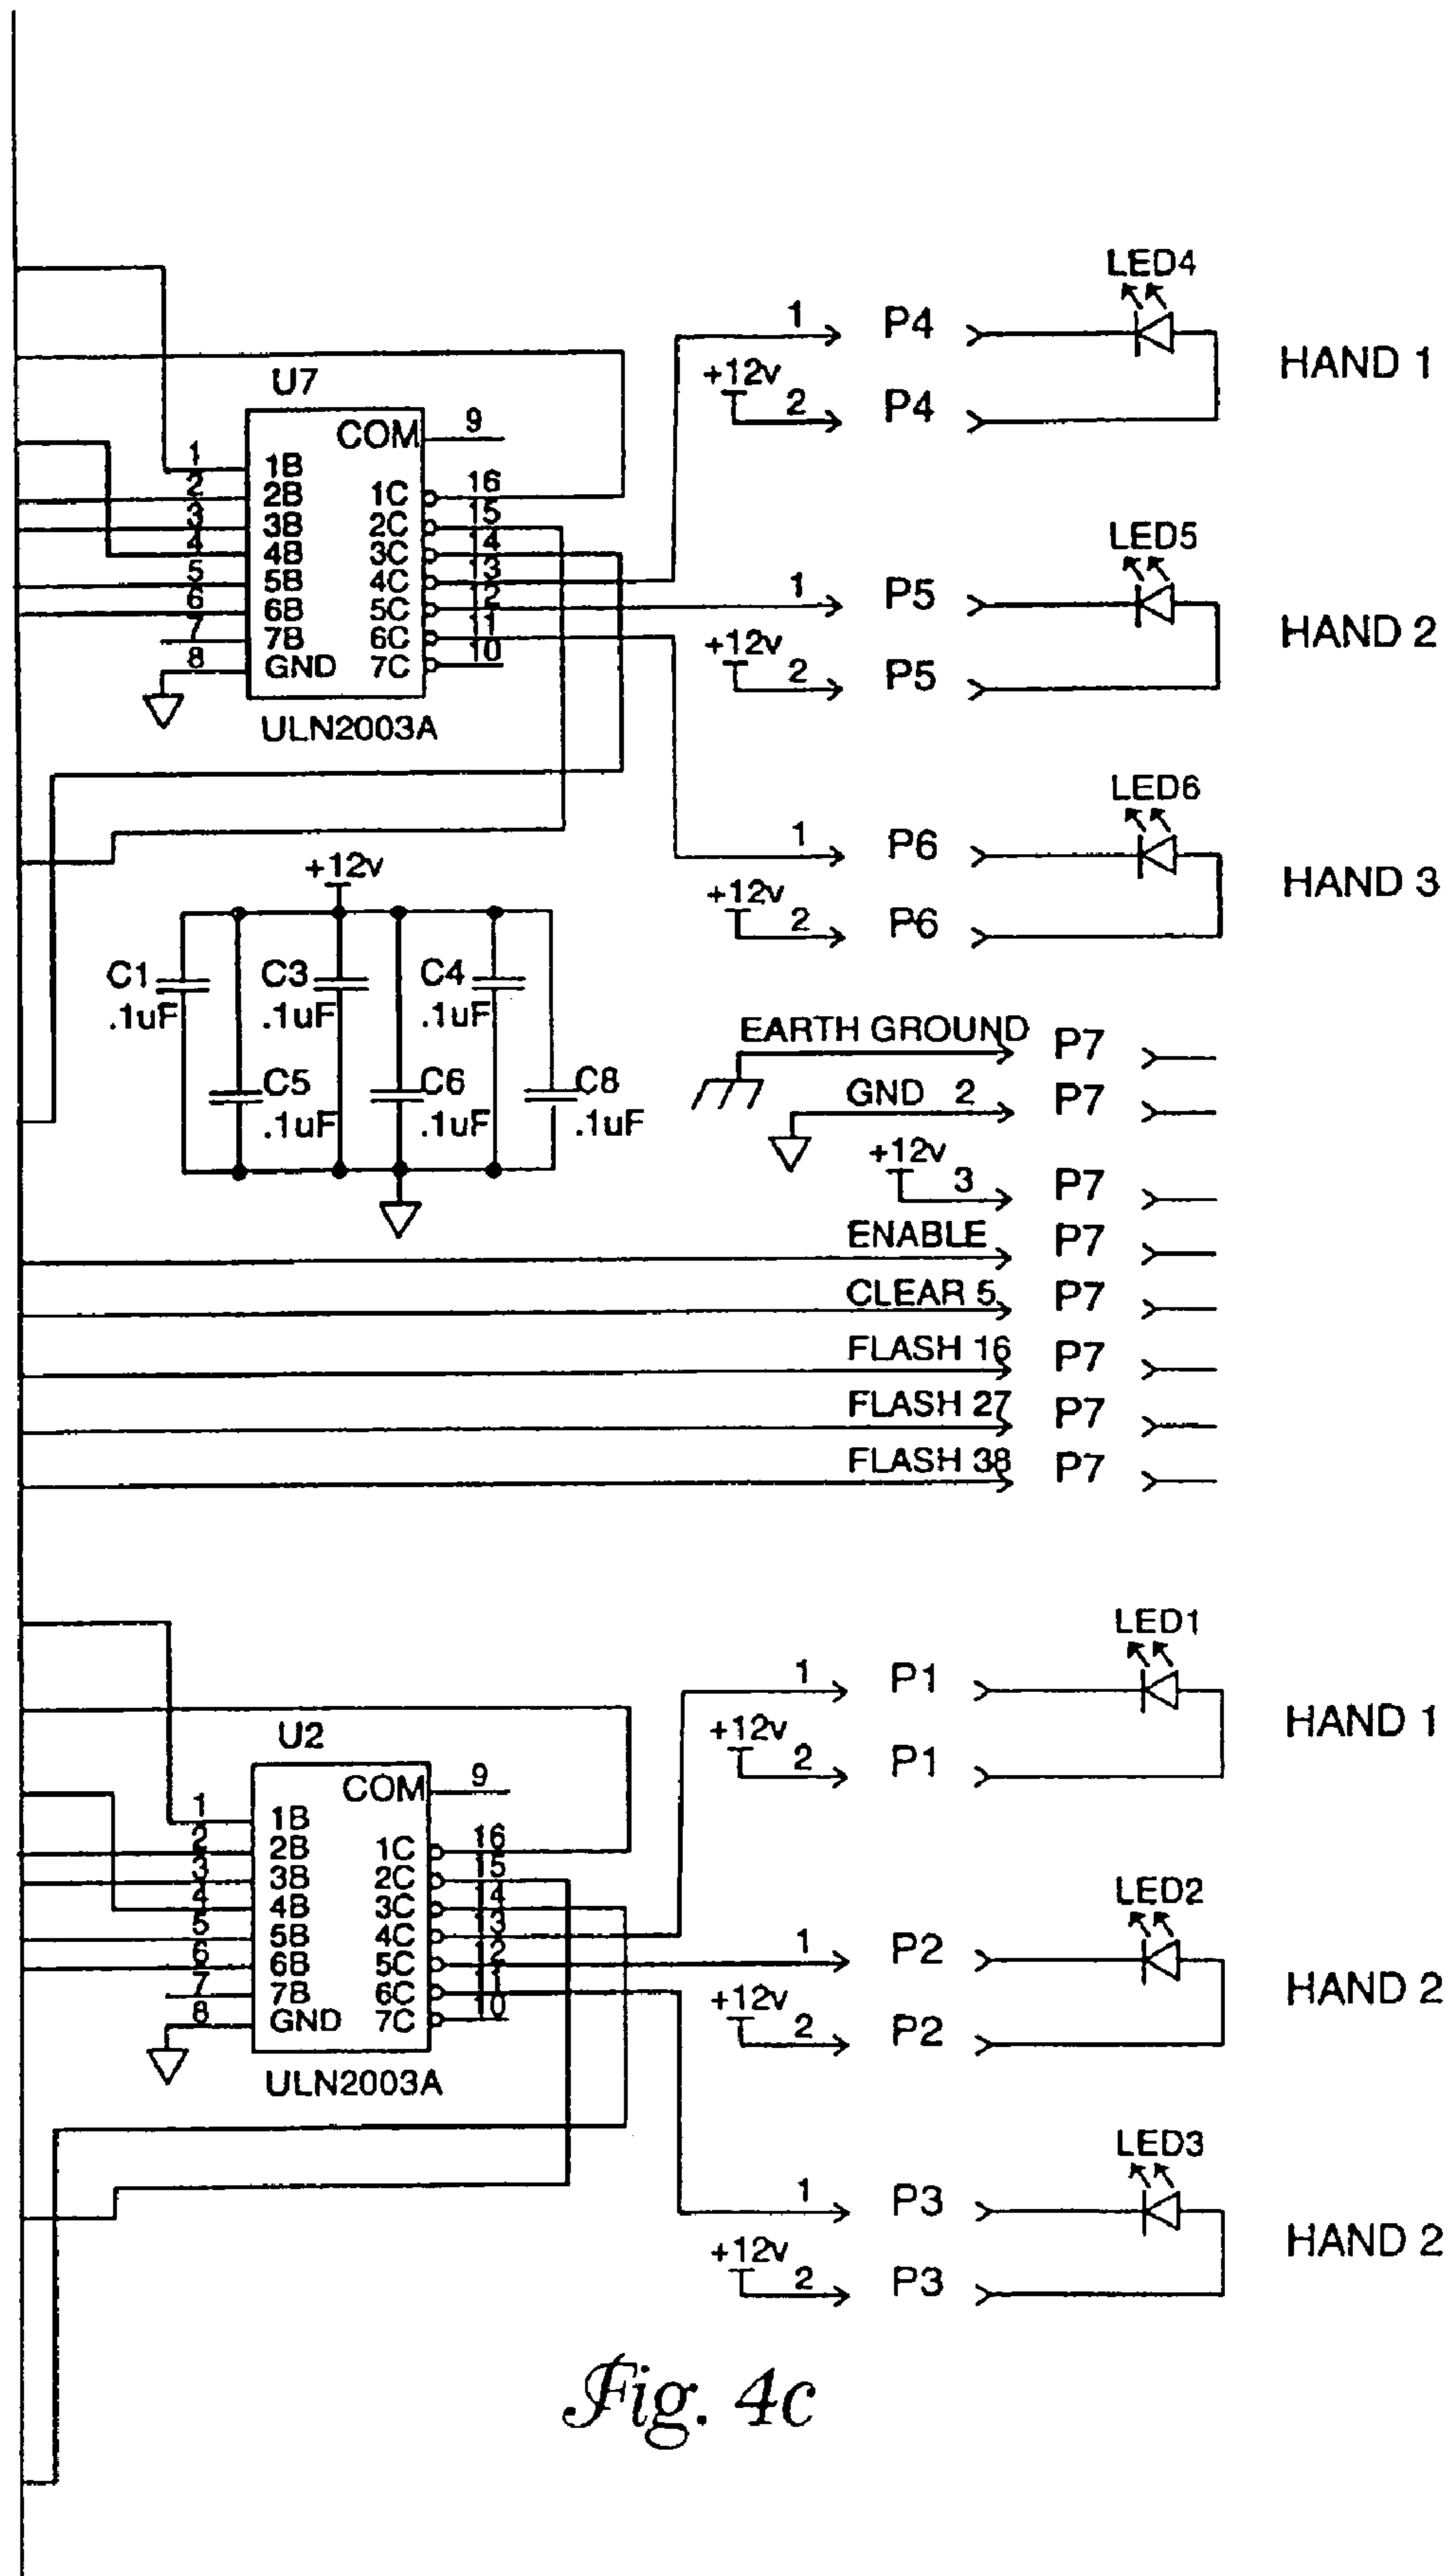 LED4
1 P4
HAND 1
+12v
2 P4
U7
COM 9
1 1B 1C 16
2 2B 2C 15
3 3B 3C 14
4 4B 4C 13
5 5B 5C 12
6 6B 6C 11
7 7B 7C 10
8 GND
ULN2003A
LED5
1 P5
HAND 2
+12v
2 P5
LED6
1 P6
HAND 3
+12v
2 P6
+12v
C1 .1uF
C3 .1uF
C4 .1uF
C5 .1uF
C6 .1uF
C8 .1uF
EARTH GROUND P7
GND 2 P7
+12v
3 P7
ENABLE P7
CLEAR 5 P7
FLASH 16 P7
FLASH 27 P7
FLASH 38 P7
LED1
1 P1
HAND 1
+12v
2 P1
U2
COM 9
1 1B 1C 16
2 2B 2C 15
3 3B 3C 14
4 4B 4C 13
5 5B 5C 12
6 6B 6C 11
7 7B 7C 10
8 GND
ULN2003A
LED2
1 P2
HAND 2
+12v
2 P2
LED3
1 P3
HAND 2
+12v
2 P3
Fig. 4c